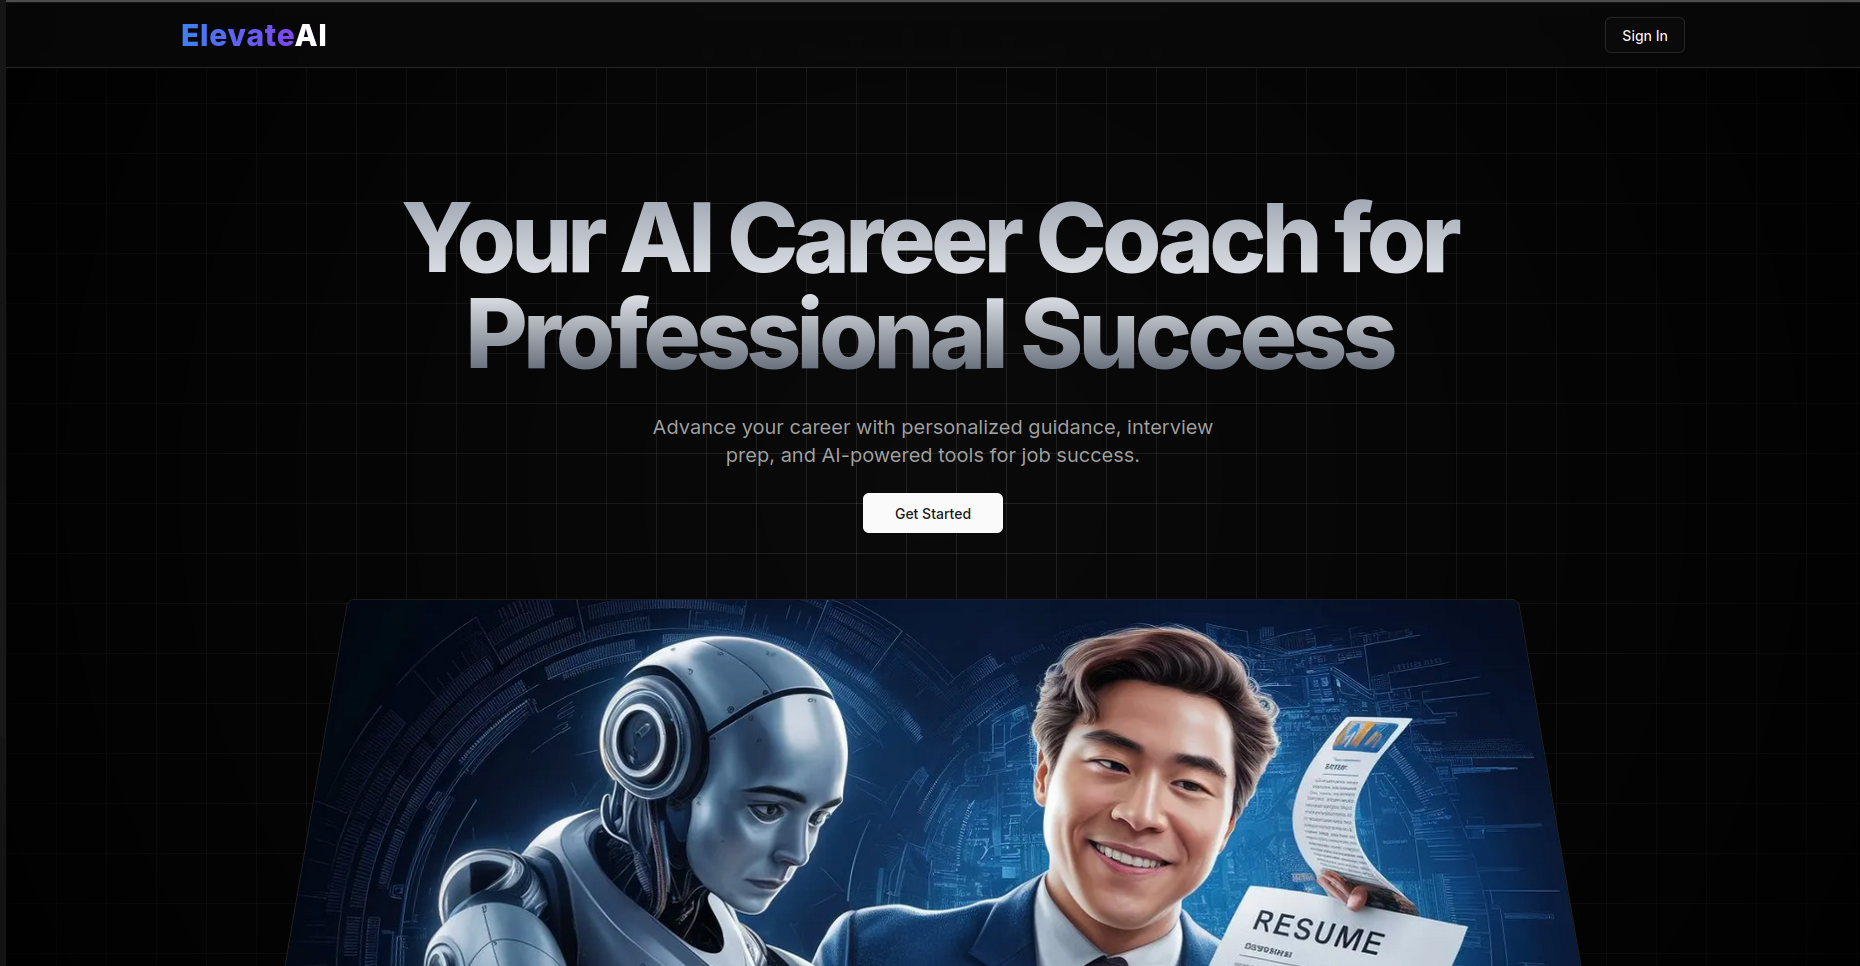 ElevateAI
Sign In
Your AI Career Coach for
Professional Success
Advance your career with personalized guidance, interview
prep, and AI-powered tools for job success.
Get Started
RESUME